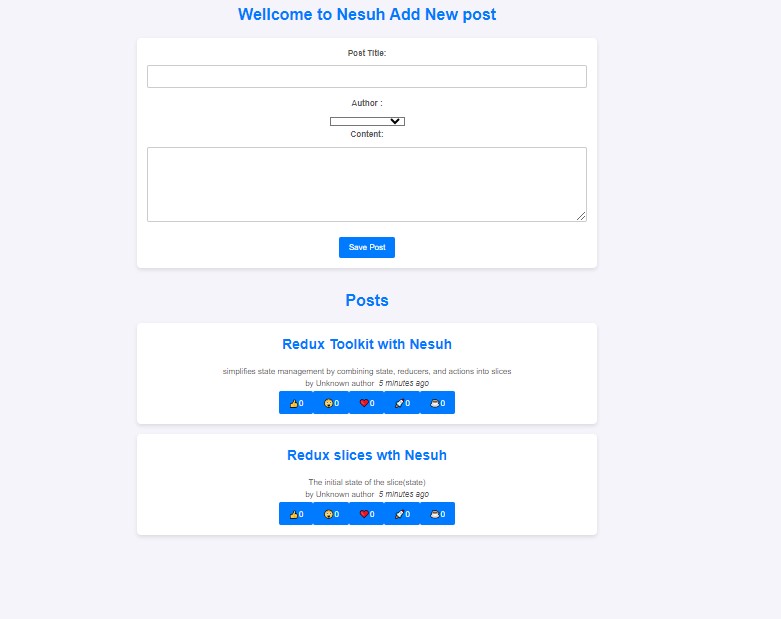 Wellcome to Nesuh Add New post
Post Title:
Author :
Content:
Save Post
Posts
Redux Toolkit with Nesuh
simplifies state management by combining state, reducers, and actions into slices
by Unknown author 5 minutes ago
👍0 😮0 ❤️0 🚀0 ☕0
Redux slices wth Nesuh
The initial state of the slice(state)
by Unknown author 5 minutes ago
👍0 😮0 ❤️0 🚀0 ☕0